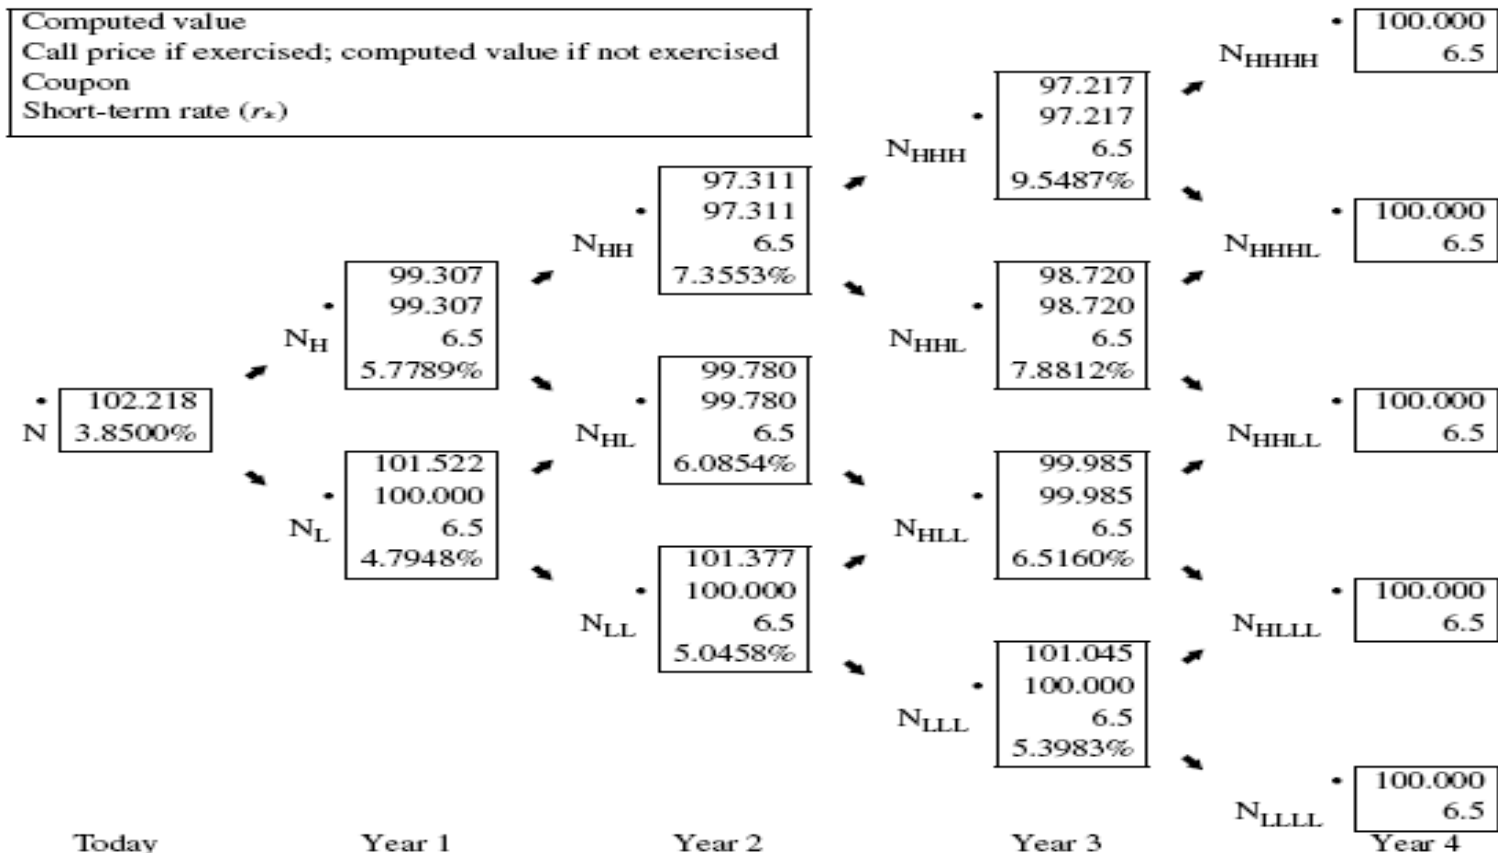 Computed value
Call price if exercised; computed value if not exercised
Coupon
Short-term rate (r*)
N
102.218
3.8500%
NH
99.307
99.307
6.5
5.7789%
NL
101.522
100.000
6.5
4.7948%
NHH
97.311
97.311
6.5
7.3553%
NHL
99.780
99.780
6.5
6.0854%
NLL
101.377
100.000
6.5
5.0458%
NHHH
97.217
97.217
6.5
9.5487%
NHHL
98.720
98.720
6.5
7.8812%
NHLL
99.985
99.985
6.5
6.5160%
NLLL
101.045
100.000
6.5
5.3983%
NHHHH
100.000
6.5
NHHHL
100.000
6.5
NHHLL
100.000
6.5
NHLLL
100.000
6.5
NLLLL
100.000
6.5
Today Year 1 Year 2 Year 3 Year 4